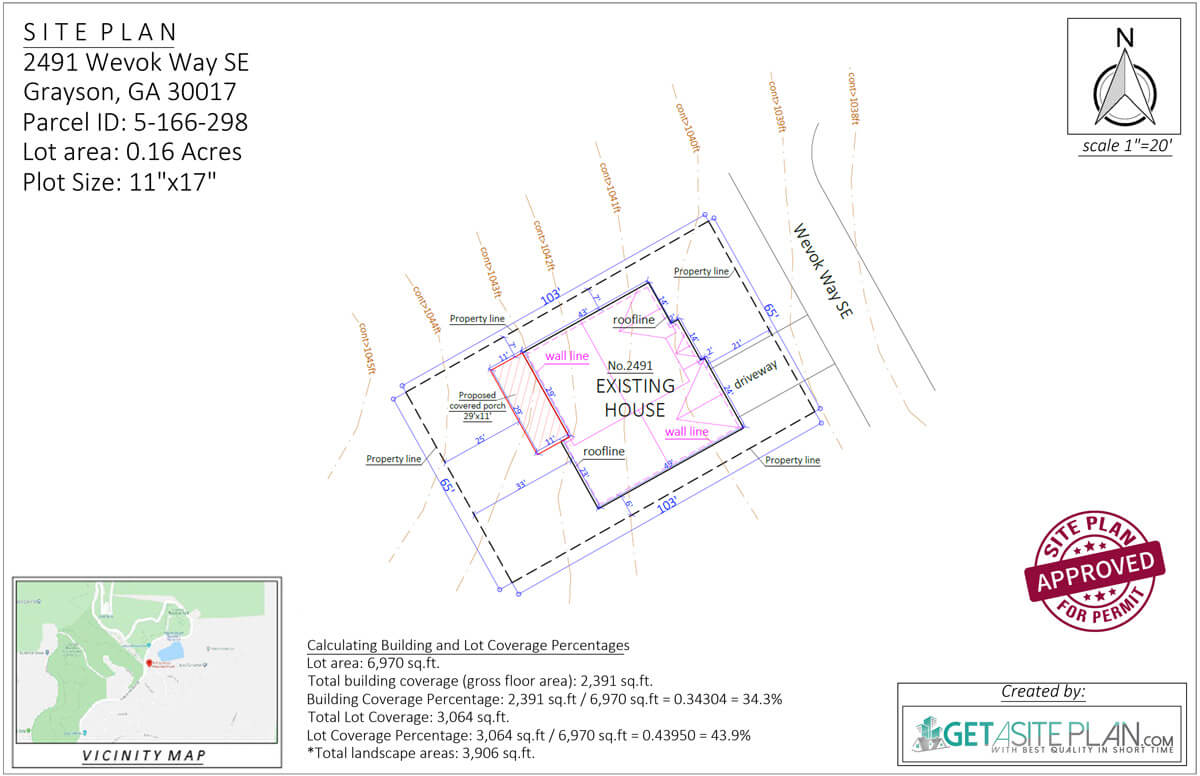 SITE PLAN
2491 Wevok Way SE
Grayson, GA 30017
Parcel ID: 5-166-298
Lot area: 0.16 Acres
Plot Size: 11"x17"
N
scale 1"=20'
cont>1038ft
cont>1039ft
cont>1040ft
cont>1041ft
cont>1042ft
cont>1043ft
cont>1044ft
cont>1045ft
Wevok Way SE
Property line
103'
7'
65'
43'
14'
roofline
Property line
7'
11'
wall line
14'
2'
21'
No.2491
EXISTING
HOUSE
driveway
24'
Proposed
covered porch
29'x11'
29'
29'
25'
11'
wall line
roofline
Property line
Property line
33'
23'
49'
65'
6'
103'
SITE PLAN
APPROVED
FOR PERMIT
VICINITY MAP
Calculating Building and Lot Coverage Percentages
Lot area: 6,970 sq.ft.
Total building coverage (gross floor area): 2,391 sq.ft.
Building Coverage Percentage: 2,391 sq.ft / 6,970 sq.ft = 0.34304 = 34.3%
Total Lot Coverage: 3,064 sq.ft.
Lot Coverage Percentage: 3,064 sq.ft / 6,970 sq.ft = 0.43950 = 43.9%
*Total landscape areas: 3,906 sq.ft.
Created by:
GETASITEPLAN.COM
WITH BEST QUALITY IN SHORT TIME